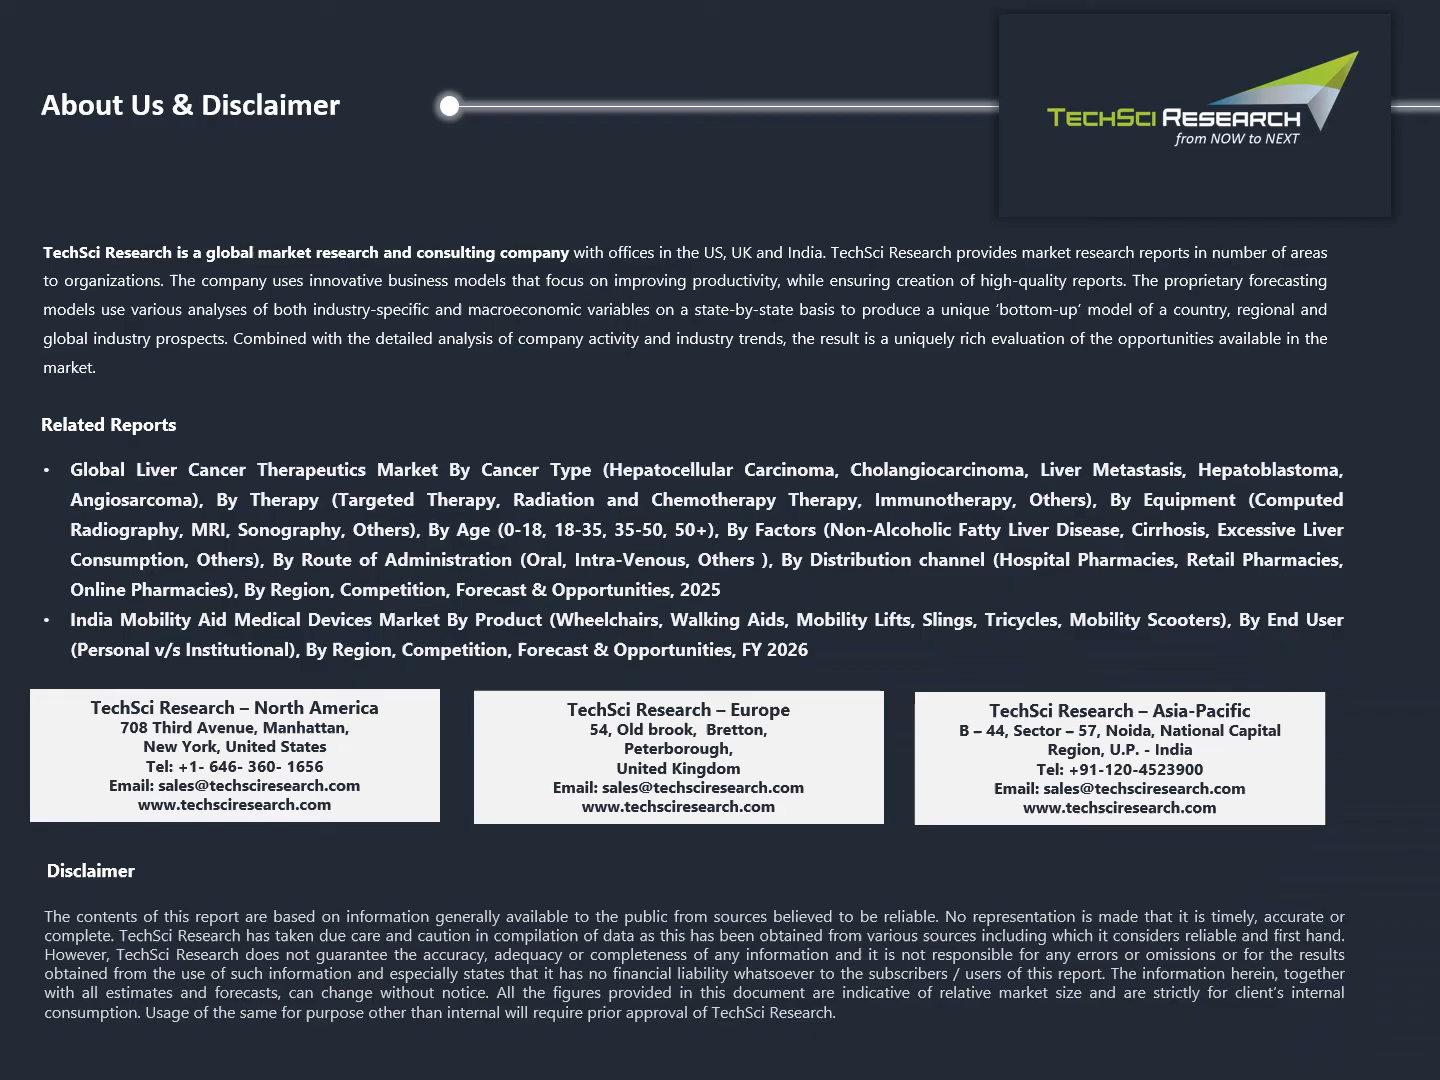 About Us & Disclaimer
TECHSCI RESEARCH
from NOW to NEXT
TechSci Research is a global market research and consulting company with offices in the US, UK and India. TechSci Research provides market research reports in number of areas
to organizations. The company uses innovative business models that focus on improving productivity, while ensuring creation of high-quality reports. The proprietary forecasting
models use various analyses of both industry-specific and macroeconomic variables on a state-by-state basis to produce a unique ‘bottom-up’ model of a country, regional and
global industry prospects. Combined with the detailed analysis of company activity and industry trends, the result is a uniquely rich evaluation of the opportunities available in the
market.
Related Reports
• Global Liver Cancer Therapeutics Market By Cancer Type (Hepatocellular Carcinoma, Cholangiocarcinoma, Liver Metastasis, Hepatoblastoma,
Angiosarcoma), By Therapy (Targeted Therapy, Radiation and Chemotherapy Therapy, Immunotherapy, Others), By Equipment (Computed
Radiography, MRI, Sonography, Others), By Age (0-18, 18-35, 35-50, 50+), By Factors (Non-Alcoholic Fatty Liver Disease, Cirrhosis, Excessive Liver
Consumption, Others), By Route of Administration (Oral, Intra-Venous, Others ), By Distribution channel (Hospital Pharmacies, Retail Pharmacies,
Online Pharmacies), By Region, Competition, Forecast & Opportunities, 2025
• India Mobility Aid Medical Devices Market By Product (Wheelchairs, Walking Aids, Mobility Lifts, Slings, Tricycles, Mobility Scooters), By End User
(Personal v/s Institutional), By Region, Competition, Forecast & Opportunities, FY 2026
TechSci Research – North America
708 Third Avenue, Manhattan,
New York, United States
Tel: +1- 646- 360- 1656
Email: sales@techsciresearch.com
www.techsciresearch.com
TechSci Research – Europe
54, Old brook, Bretton,
Peterborough,
United Kingdom
Email: sales@techsciresearch.com
www.techsciresearch.com
TechSci Research – Asia-Pacific
B – 44, Sector – 57, Noida, National Capital
Region, U.P. - India
Tel: +91-120-4523900
Email: sales@techsciresearch.com
www.techsciresearch.com
Disclaimer
The contents of this report are based on information generally available to the public from sources believed to be reliable. No representation is made that it is timely, accurate or
complete. TechSci Research has taken due care and caution in compilation of data as this has been obtained from various sources including which it considers reliable and first hand.
However, TechSci Research does not guarantee the accuracy, adequacy or completeness of any information and it is not responsible for any errors or omissions or for the results
obtained from the use of such information and especially states that it has no financial liability whatsoever to the subscribers / users of this report. The information herein, together
with all estimates and forecasts, can change without notice. All the figures provided in this document are indicative of relative market size and are strictly for client’s internal
consumption. Usage of the same for purpose other than internal will require prior approval of TechSci Research.